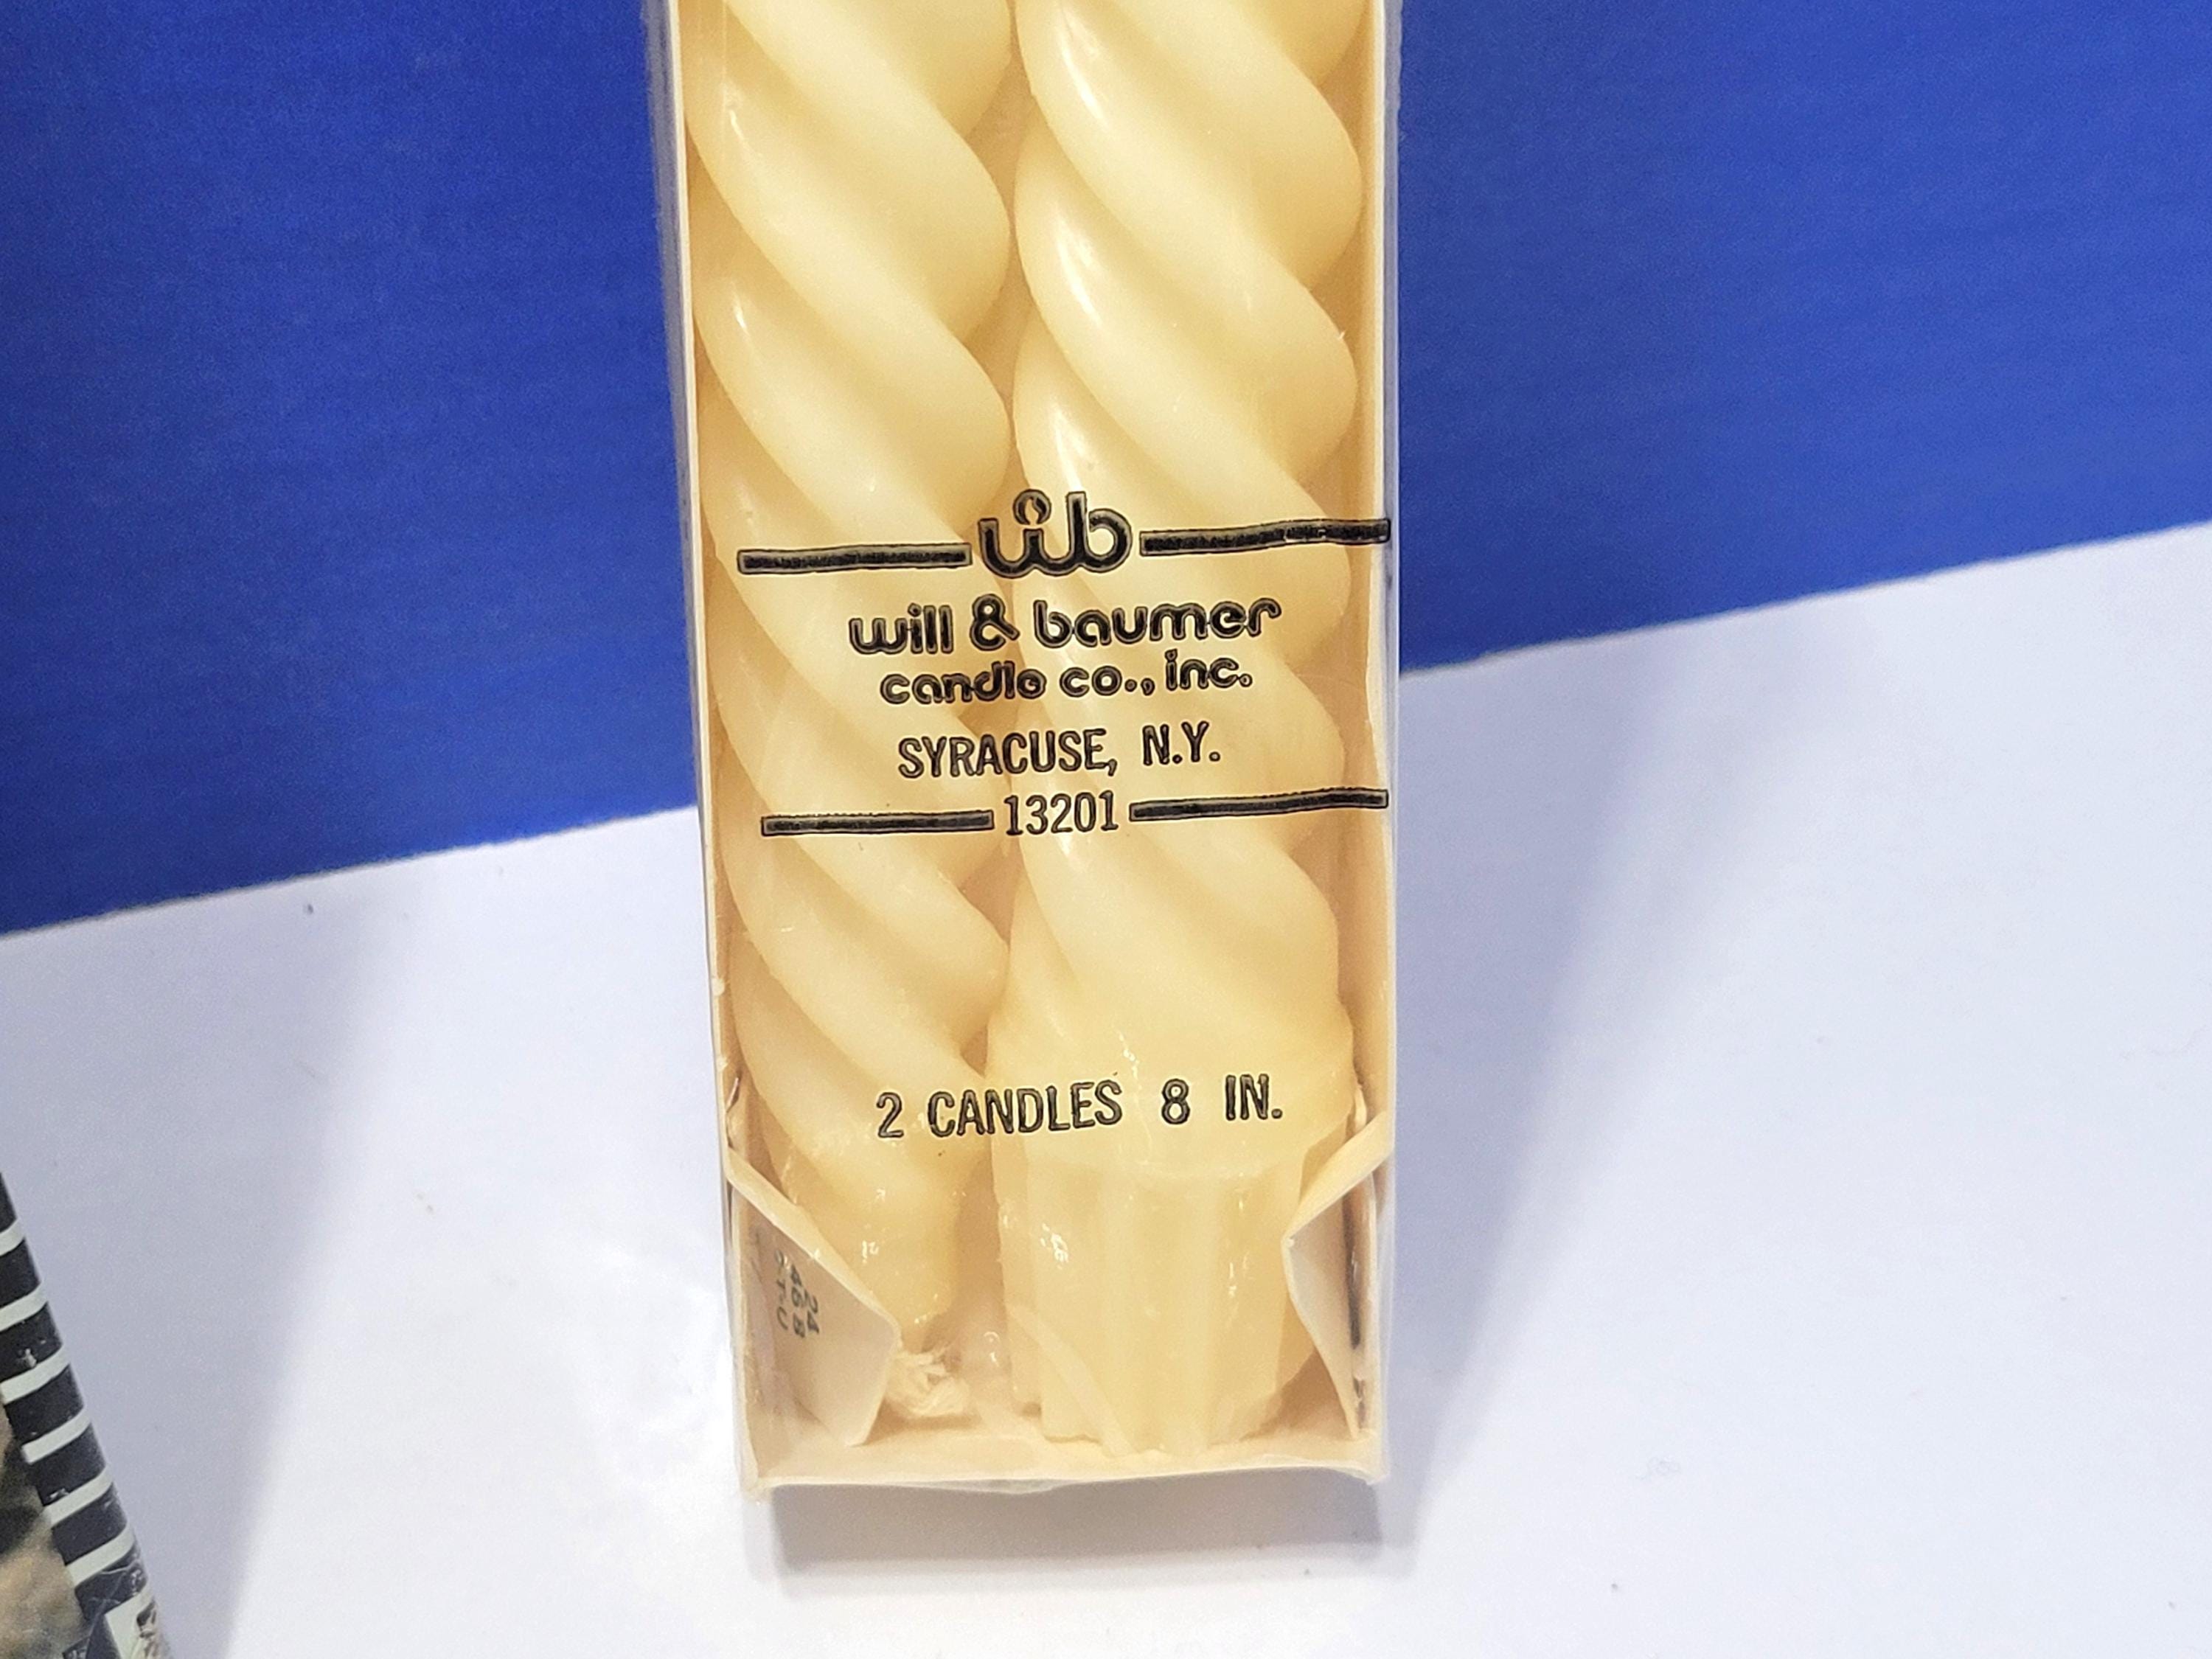 wb
will & baumer
candle co., inc.
SYRACUSE, N.Y.
13201
2 CANDLES 8 IN.